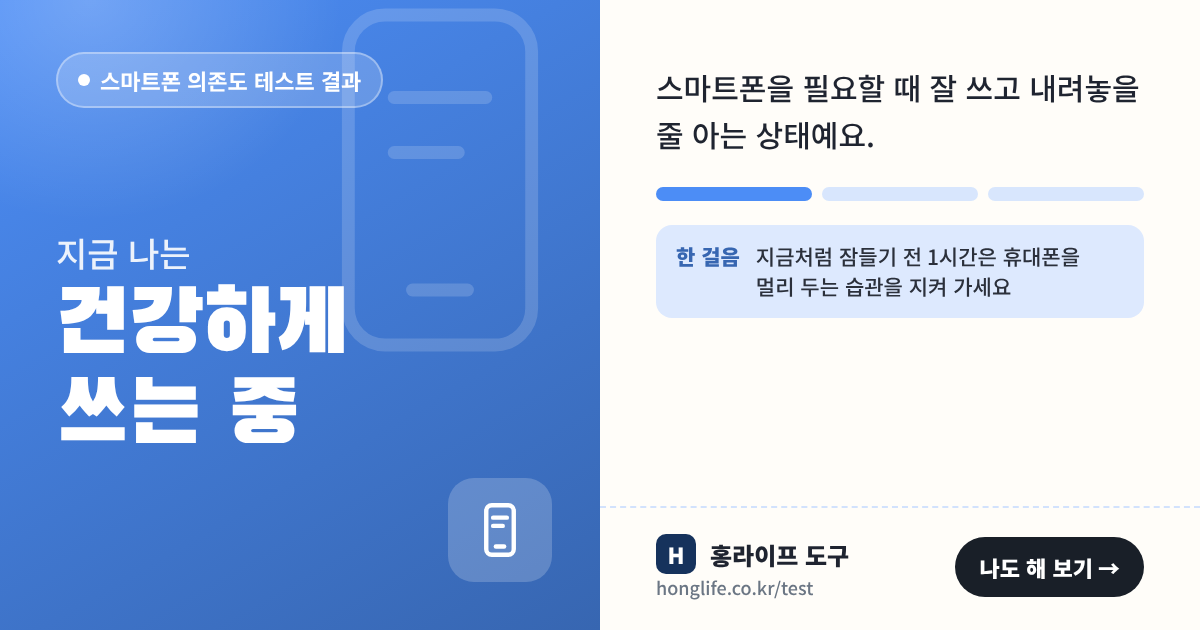 스마트폰 의존도 테스트 결과
지금 나는
건강하게
쓰는 중
스마트폰을 필요할 때 잘 쓰고 내려놓을
줄 아는 상태예요.
한 걸음 지금처럼 잠들기 전 1시간은 휴대폰을
멀리 두는 습관을 지켜 가세요
H 홍라이프 도구
honglife.co.kr/test
나도 해 보기 →